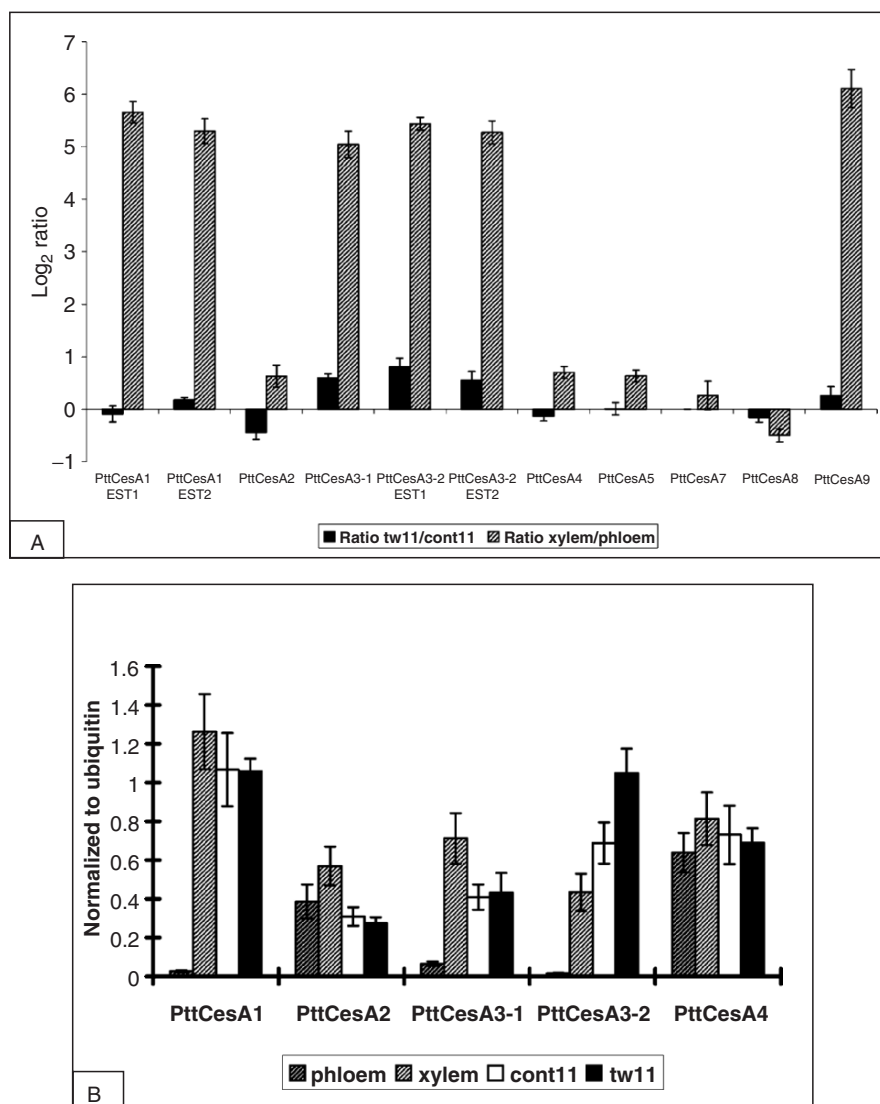 7
6
5
4
3
2
1
0
−1
Log2 ratio
PttCesA1 EST1
PttCesA1 EST2
PttCesA2
PttCesA3-1
PttCesA3-2 EST1
PttCesA3-2 EST2
PttCesA4
PttCesA5
PttCesA7
PttCesA8
PttCesA9
Ratio tw11/cont11 Ratio xylem/phloem
A
1.6
1.4
1.2
1
0.8
0.6
0.4
0.2
0
Normalized to ubiquitin
PttCesA1 PttCesA2 PttCesA3-1 PttCesA3-2 PttCesA4
phloem xylem cont11 tw11
B